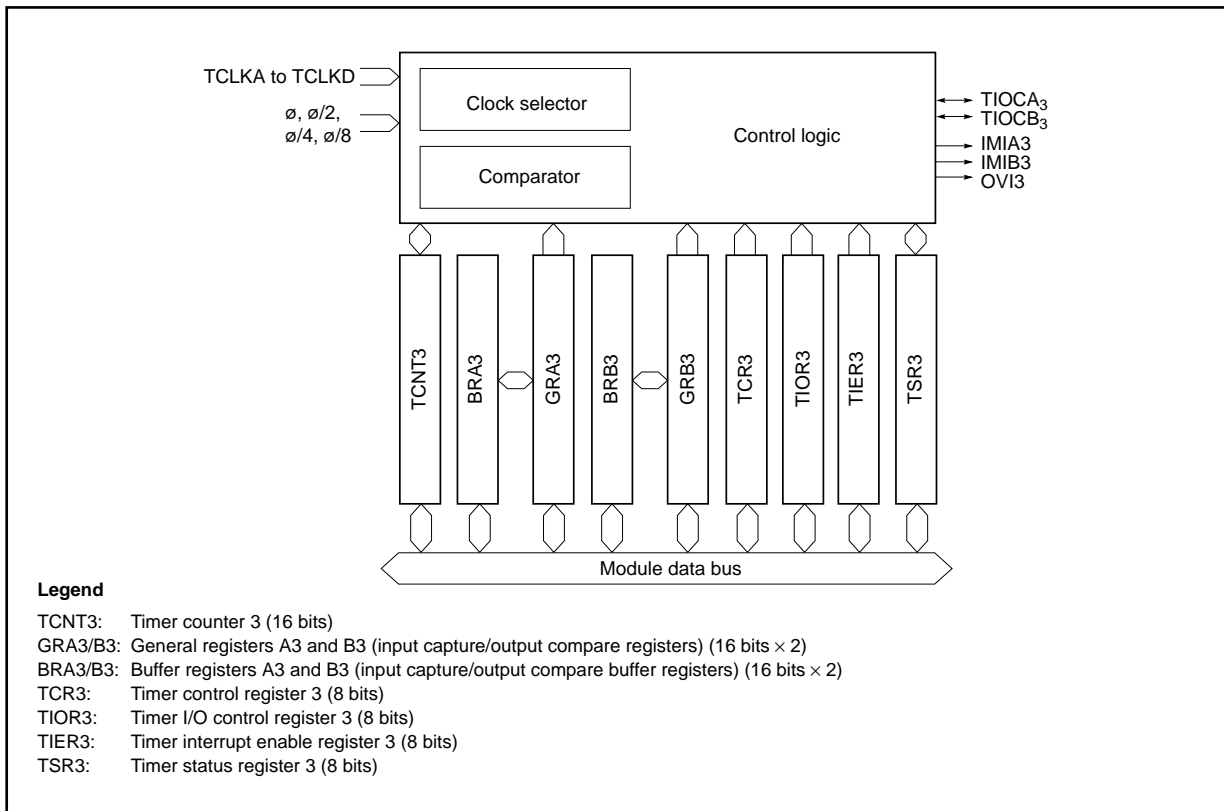 TCLKA to TCLKD
ø, ø/2,
ø/4, ø/8
Clock selector
Comparator
Control logic
TIOCA3
TIOCB3
IMIA3
IMIB3
OVI3
TCNT3
BRA3
GRA3
BRB3
GRB3
TCR3
TIOR3
TIER3
TSR3
Module data bus
Legend
TCNT3: Timer counter 3 (16 bits)
GRA3/B3: General registers A3 and B3 (input capture/output compare registers) (16 bits × 2)
BRA3/B3: Buffer registers A3 and B3 (input capture/output compare buffer registers) (16 bits × 2)
TCR3: Timer control register 3 (8 bits)
TIOR3: Timer I/O control register 3 (8 bits)
TIER3: Timer interrupt enable register 3 (8 bits)
TSR3: Timer status register 3 (8 bits)